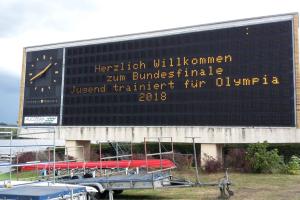 Herzlich Willkommen
zum Bundesfinale
Jugend trainiert für Olympia
2018